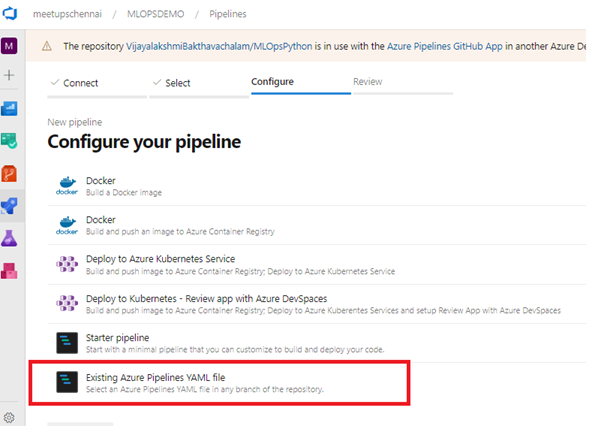 meetupschennai / MLOPSDEMO / Pipelines
M
The repository VijayalakshmiBakthavachalam/MLOpsPython is in use with the Azure Pipelines GitHub App in another Azure De
Connect Select Configure Review
New pipeline
Configure your pipeline
docker
Docker
Build a Docker image
docker
Docker
Build and push an image to Azure Container Registry
Deploy to Azure Kubernetes Service
Build and push image to Azure Container Registry; Deploy to Azure Kubernetes Service
Deploy to Kubernetes - Review app with Azure DevSpaces
Build and push image to Azure Container Registry; Deploy to Azure Kuberentes Services and setup Review App with Azure DevSpaces
Starter pipeline
Start with a minimal pipeline that you can customize to build and deploy your code.
Existing Azure Pipelines YAML file
Select an Azure Pipelines YAML file in any branch of the repository.